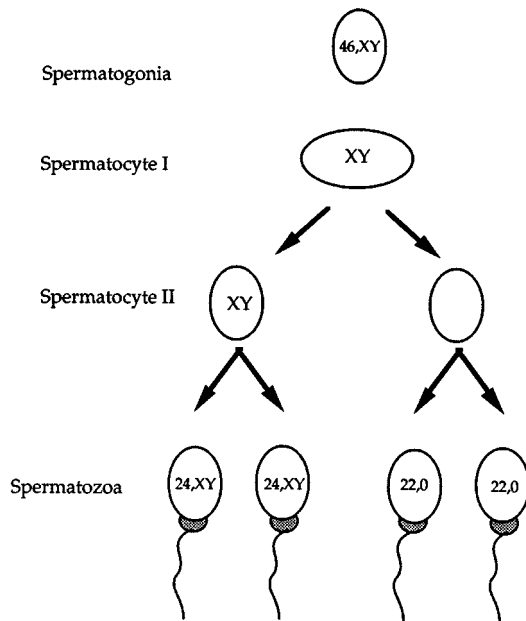 46,XY
Spermatogonia
XY
Spermatocyte I
Spermatocyte II
XY
Spermatozoa
24,XY
24,XY
22,0
22,0